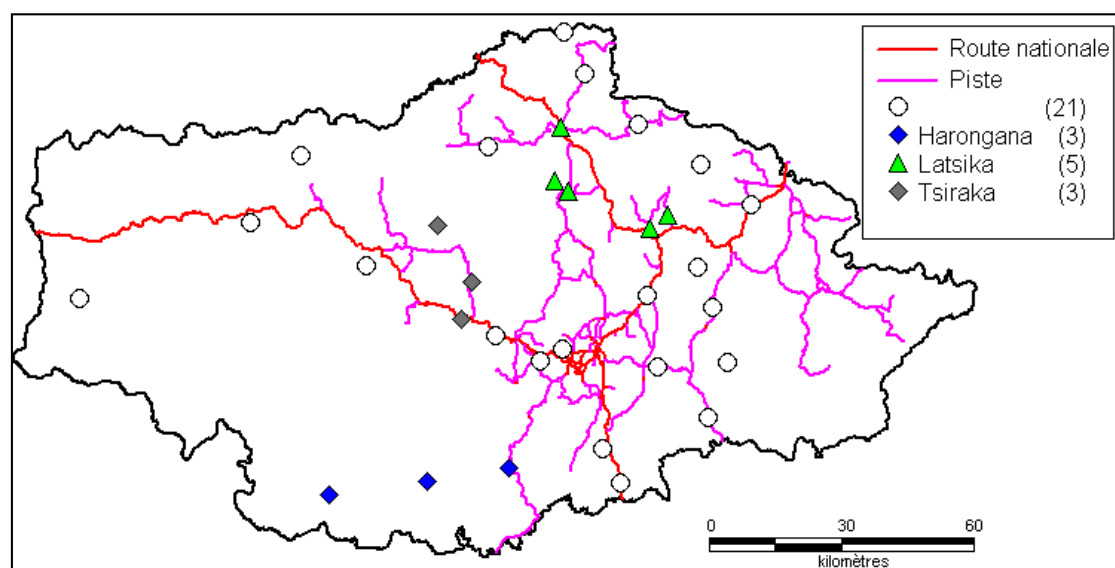 Route nationale
Piste
(21)
Harongana (3)
Latsika (5)
Tsiraka (3)
0 30 60
kilomètres